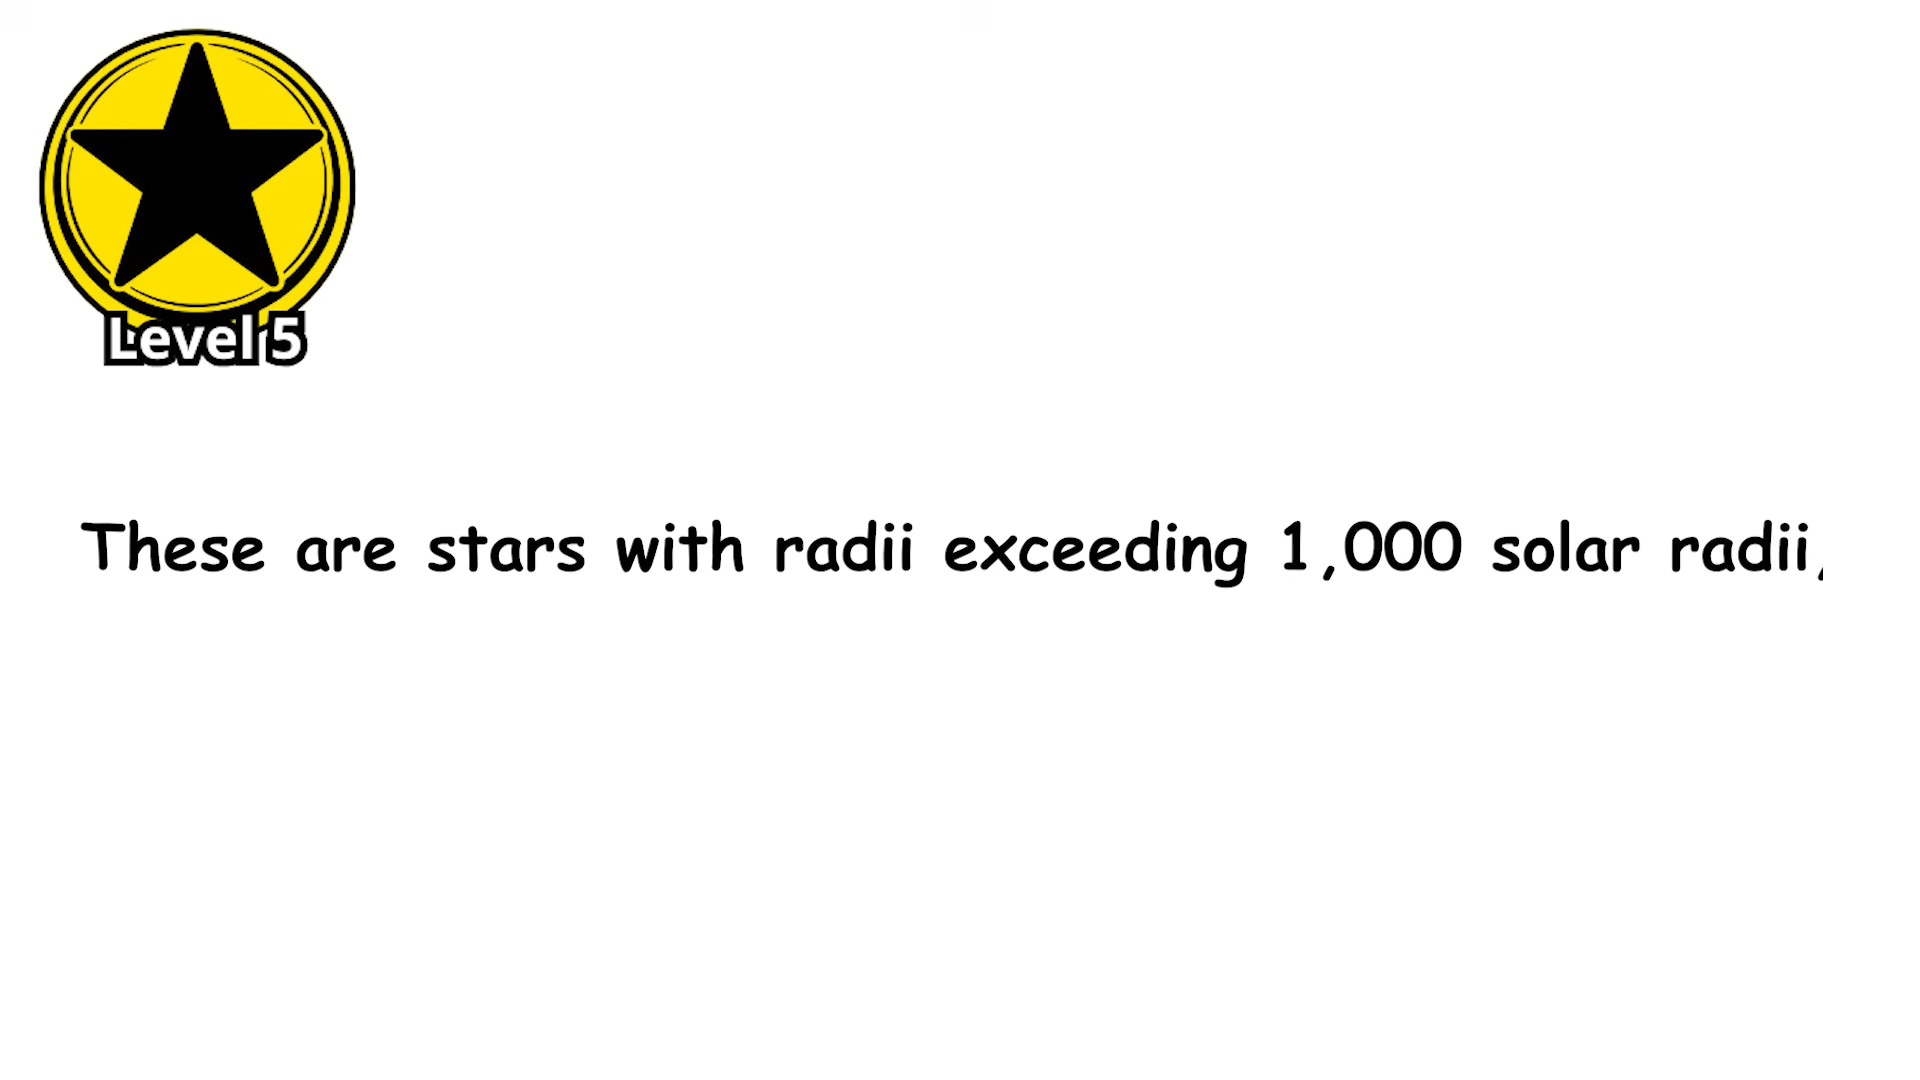 Level 5
These are stars with radii exceeding 1,000 solar radii,